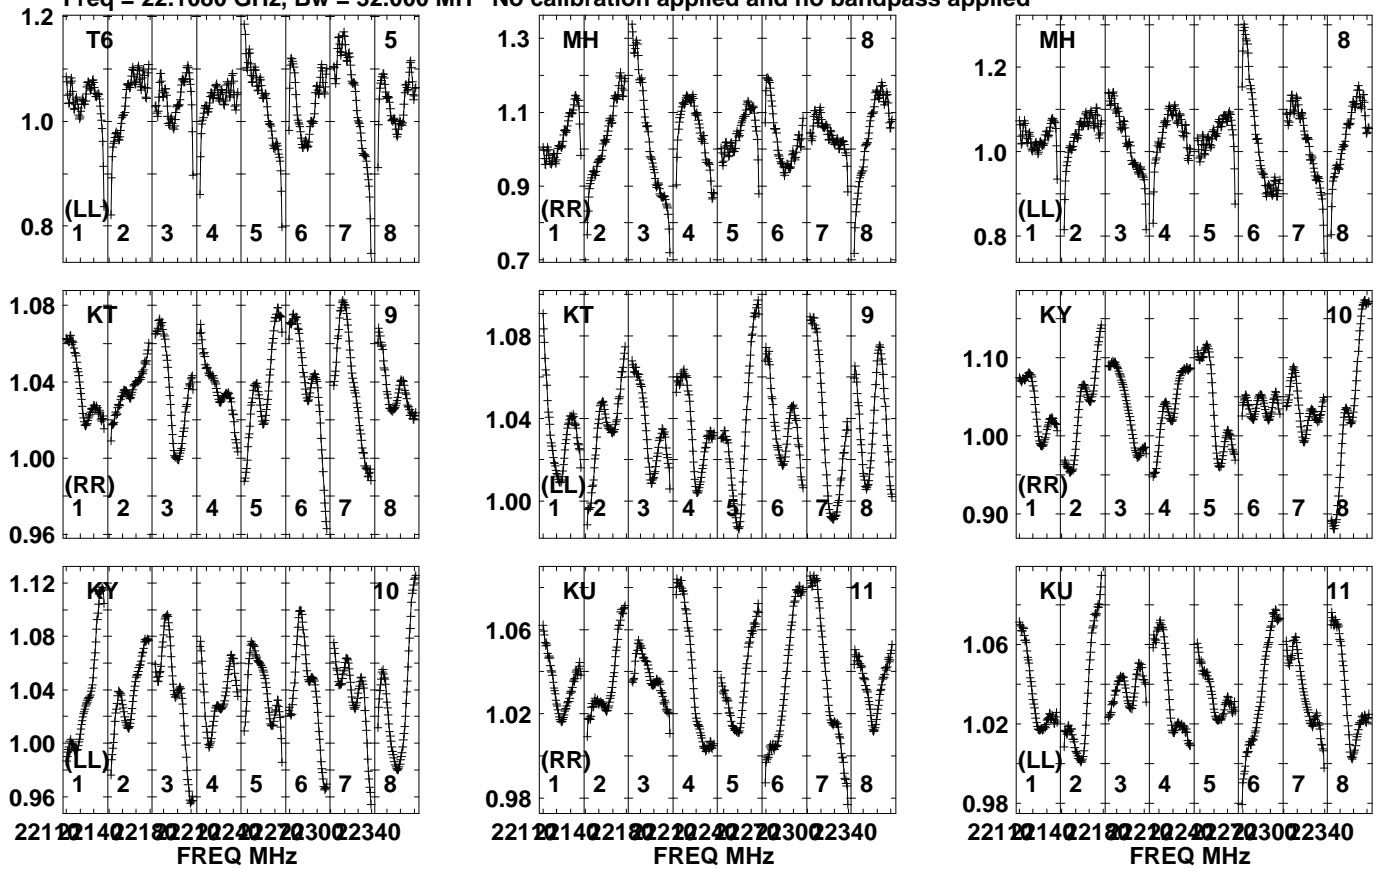 Freq = 22.1080 GHz, Bw = 32.000 MH No calibration applied and no bandpass applied
1.2 T6 5 1.3 MH 8 MH 8
1.2
1.0 1.1 1.0
0.9
0.8 (LL) (RR) (LL) 0.8
1 2 3 4 5 6 7 8 1 2 3 4 5 6 7 8 1 2 3 4 5 6 7 8
0.7
1.08 KT 9 KT 9 KY 10
1.08 1.10
1.04 1.04 1.00
1.00 (RR) (LL) (RR)
1 2 3 4 5 6 7 8 1.00 1 2 3 4 5 6 7 8 1 2 3 4 5 6 7 8
0.96 0.90
1.12 KY 10 KU 11 KU 11
1.08 1.06 1.06
1.04 1.02 1.02
1.00 (LL) (RR) (LL)
0.96 1 2 3 4 5 6 7 8 0.98 1 2 3 4 5 6 7 8 0.98 1 2 3 4 5 6 7 8
FREQ MHz FREQ MHz FREQ MHz